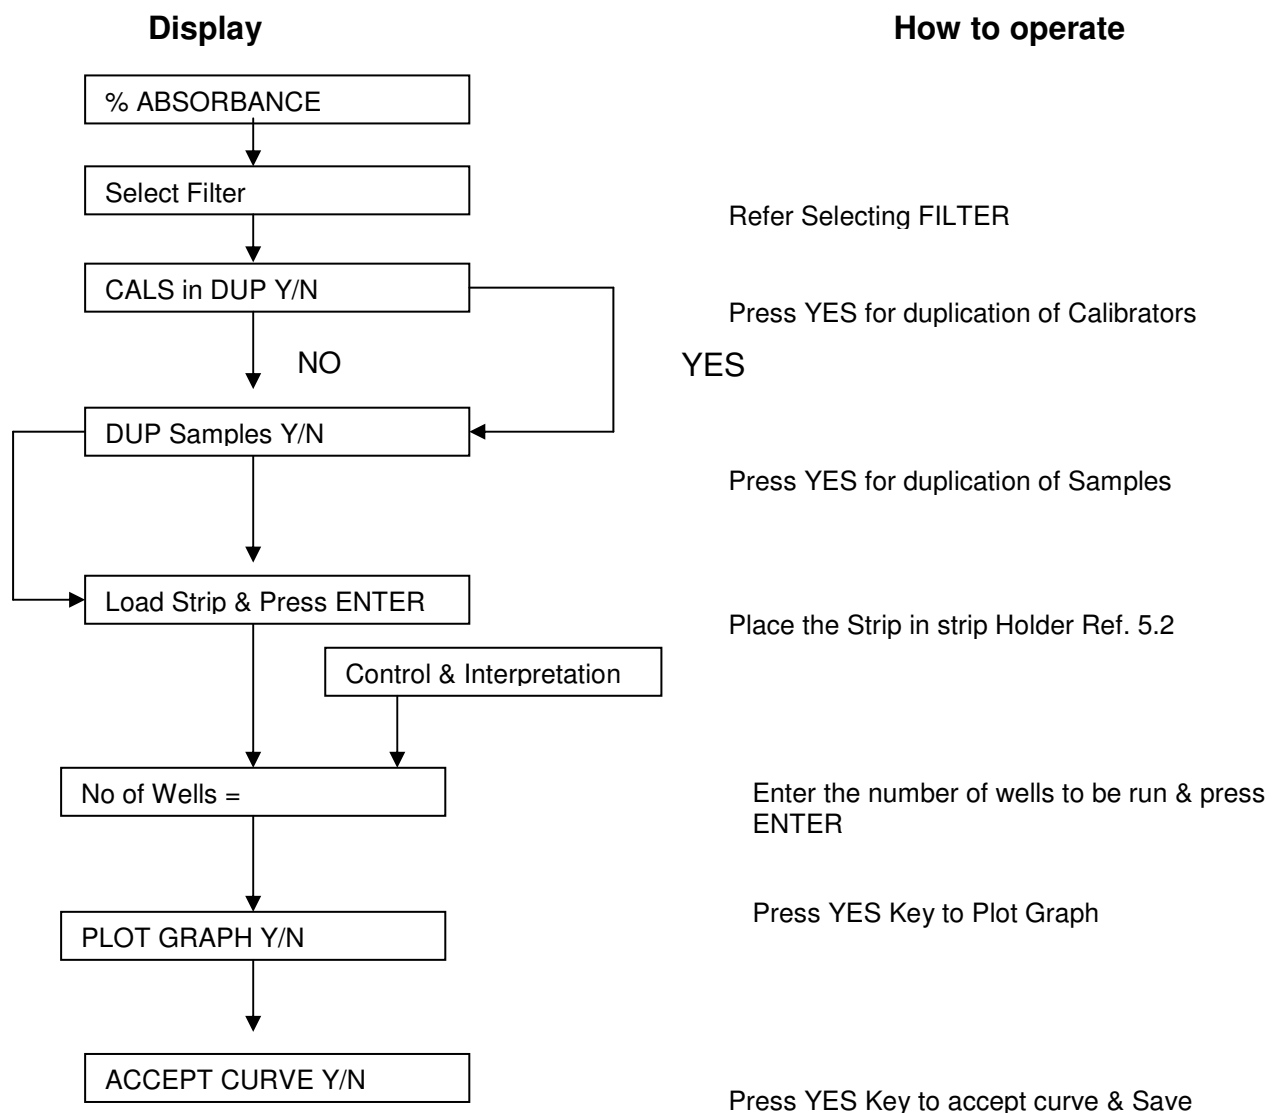 Display
How to operate
% ABSORBANCE
Select Filter
Refer Selecting FILTER
CALS in DUP Y/N
Press YES for duplication of Calibrators
NO
YES
DUP Samples Y/N
Press YES for duplication of Samples
Load Strip & Press ENTER
Place the Strip in strip Holder Ref. 5.2
Control & Interpretation
No of Wells =
Enter the number of wells to be run & press
ENTER
PLOT GRAPH Y/N
Press YES Key to Plot Graph
ACCEPT CURVE Y/N
Press YES Key to accept curve & Save